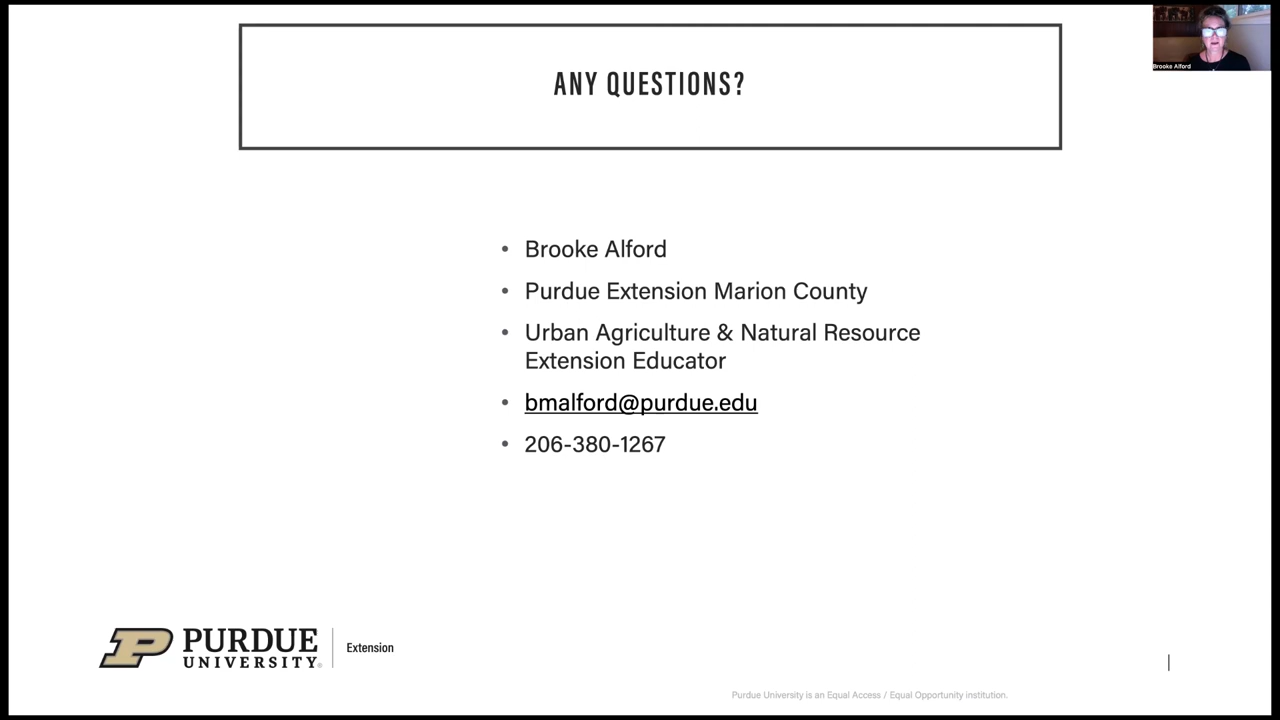 Brooke Alford
ANY QUESTIONS?
• Brooke Alford
• Purdue Extension Marion County
• Urban Agriculture & Natural Resource
Extension Educator
• bmalford@purdue.edu
• 206-380-1267
P PURDUE
UNIVERSITY®
Extension
Purdue University is an Equal Access / Equal Opportunity institution.